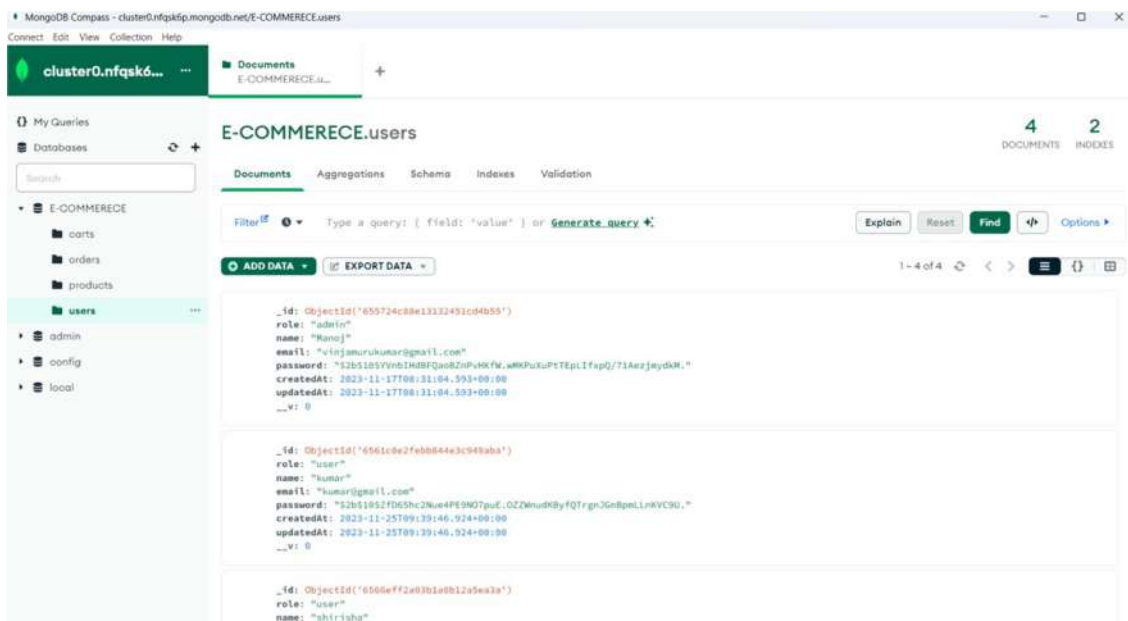 MongoDB Compass - cluster0.nfqsk6p.mongodb.net/E-COMMERECE.users
Connect Edit View Collection Help
cluster0.nfqsk6... ...
Documents
E-COMMERECE.u...
My Queries
Databases
Search
E-COMMERECE
carts
orders
products
users ...
admin
config
local
E-COMMERECE.users
4
DOCUMENTS
2
INDEXES
Documents Aggregations Schema Indexes Validation
Filter Type a query: { field: 'value' } or Generate query
Explain Reset Find </> Options
ADD DATA EXPORT DATA
1-4 of 4
_id:
role: "admin"
name: "Manoj"
email: "vinjamurukumar@gmail.com"
password:
createdAt: 2023-11-17T08:31:04.593+00:00
updatedAt: 2023-11-17T08:31:04.593+00:00
__v: 0
_id:
role: "user"
name: "kumar"
email: "kumar@gmail.com"
password:
createdAt: 2023-11-25T09:39:46.924+00:00
updatedAt: 2023-11-25T09:39:46.924+00:00
__v: 0
_id:
role: "user"
name: "shirisha"